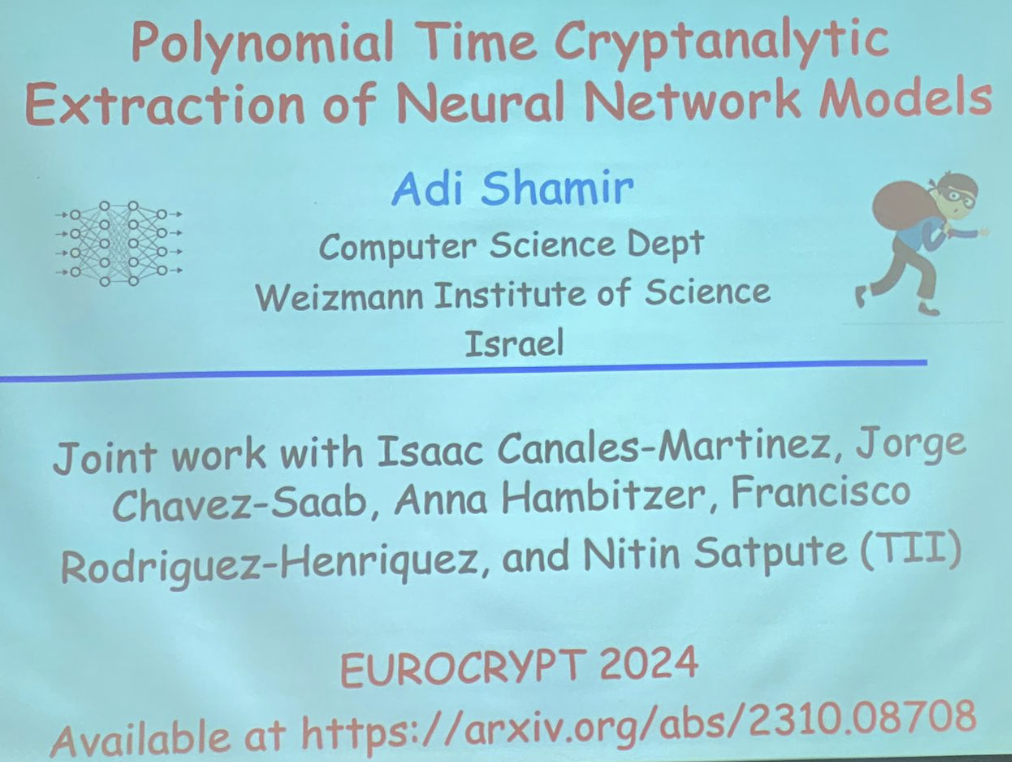 Polynomial Time Cryptanalytic
Extraction of Neural Network Models
Adi Shamir
Computer Science Dept
Weizmann Institute of Science
Israel
Joint work with Isaac Canales-Martinez, Jorge
Chavez-Saab, Anna Hambitzer, Francisco
Rodriguez-Henriquez, and Nitin Satpute (TII)
EUROCRYPT 2024
Available at https://arxiv.org/abs/2310.08708